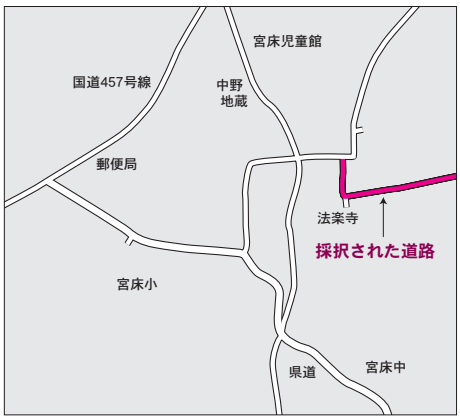 宮床児童館
国道457号線
中野
地蔵
郵便局
法楽寺
採択された道路
宮床小
県道
宮床中